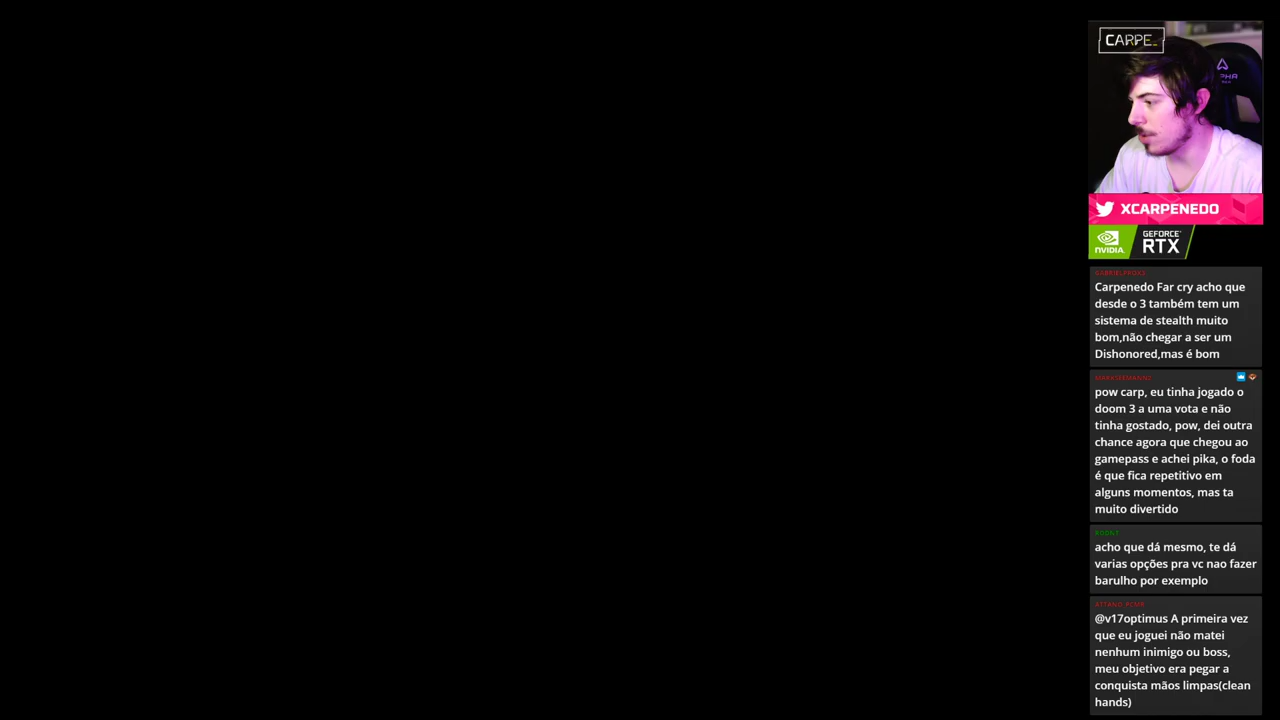 CARPE_
PHA
XCARPENEDO
NVIDIA.
GEFORCE
RTX
Carpenedo Far cry acho que
desde o 3 também tem um
sistema de stealth muito
bom,não chegar a ser um
Dishonored,mas é bom
pow carp, eu tinha jogado o
doom 3 a uma vota e não
tinha gostado, pow, dei outra
chance agora que chegou ao
gamepass e achei pika, o foda
é que fica repetitivo em
alguns momentos, mas ta
muito divertido
acho que dá mesmo, te dá
varias opções pra vc nao fazer
barulho por exemplo
@v17optimus A primeira vez
que eu joguei não matei
nenhum inimigo ou boss,
meu objetivo era pegar a
conquista mãos limpas(clean
hands)